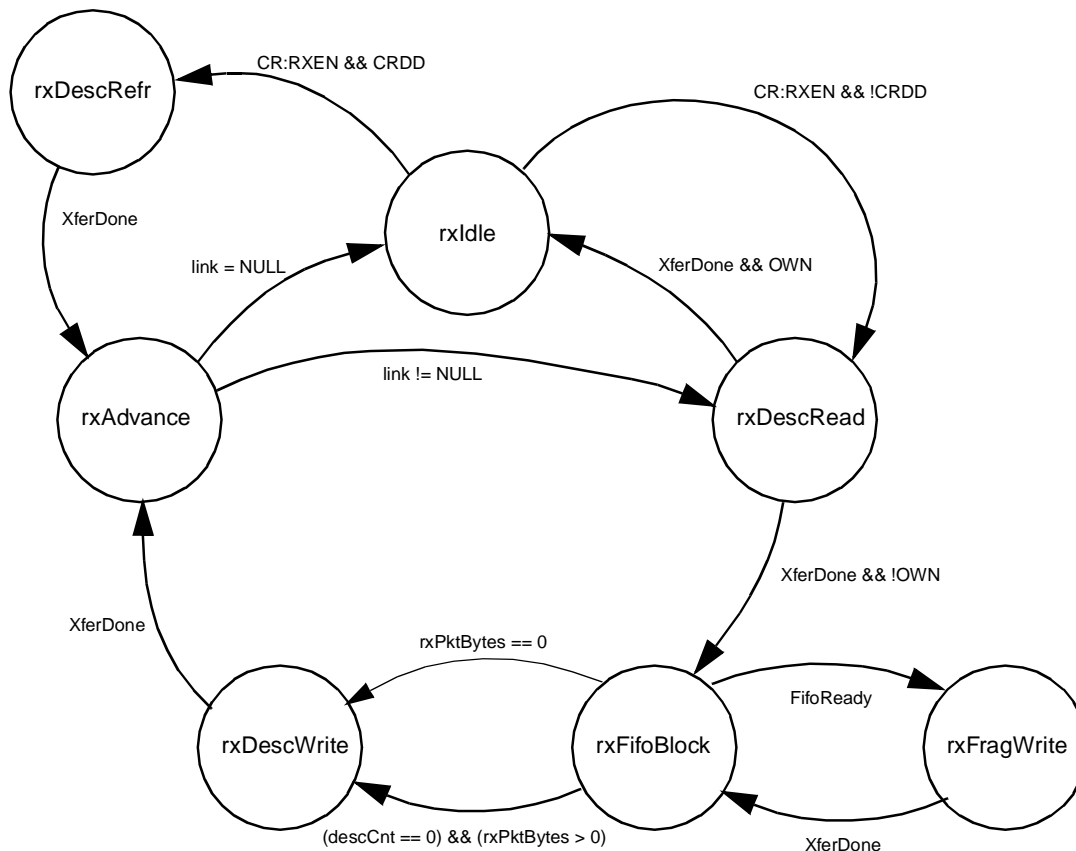 CR:RXEN && CRDD
rxDescRefr
CR:RXEN && !CRDD
XferDone
rxIdle
link = NULL
XferDone && OWN
link != NULL
rxAdvance
rxDescRead
XferDone && !OWN
XferDone
rxPktBytes == 0
FifoReady
rxDescWrite
rxFifoBlock
rxFragWrite
(descCnt == 0) && (rxPktBytes > 0)
XferDone